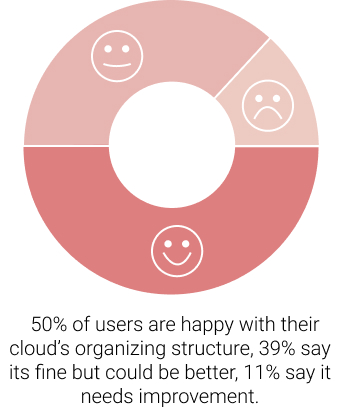 50% of users are happy with their
cloud's organizing structure, 39% say
its fine but could be better, 11% say it
needs improvement.